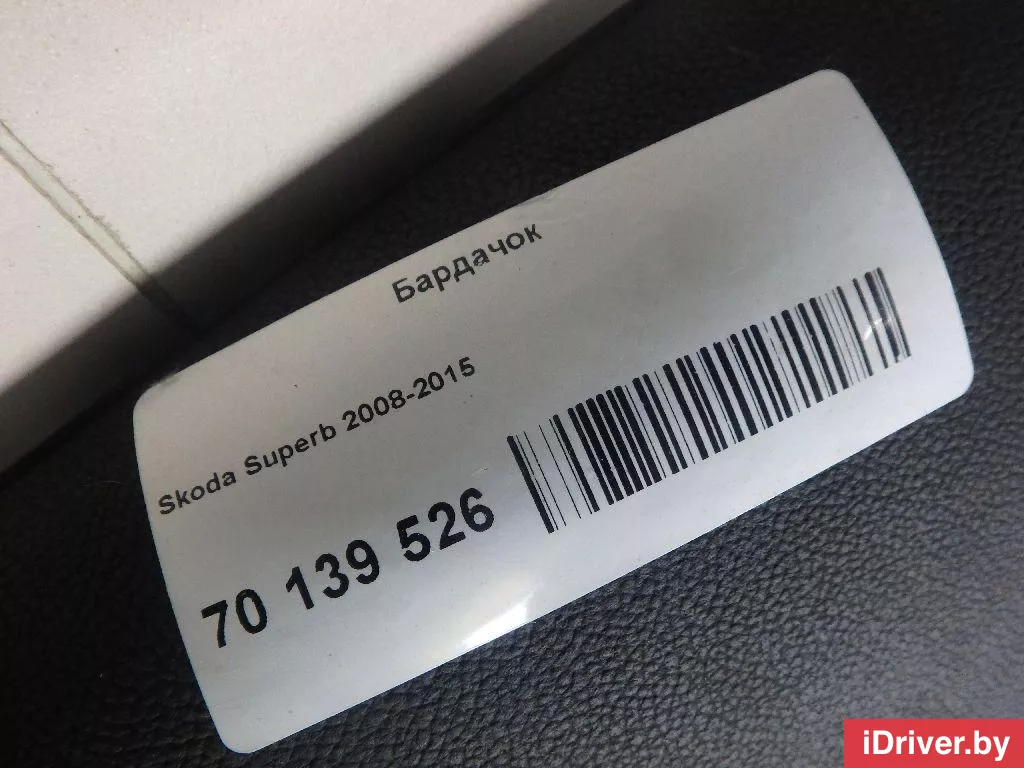 Бардачок
Skoda Superb 2008-2015
70 139 526
iDriver.by